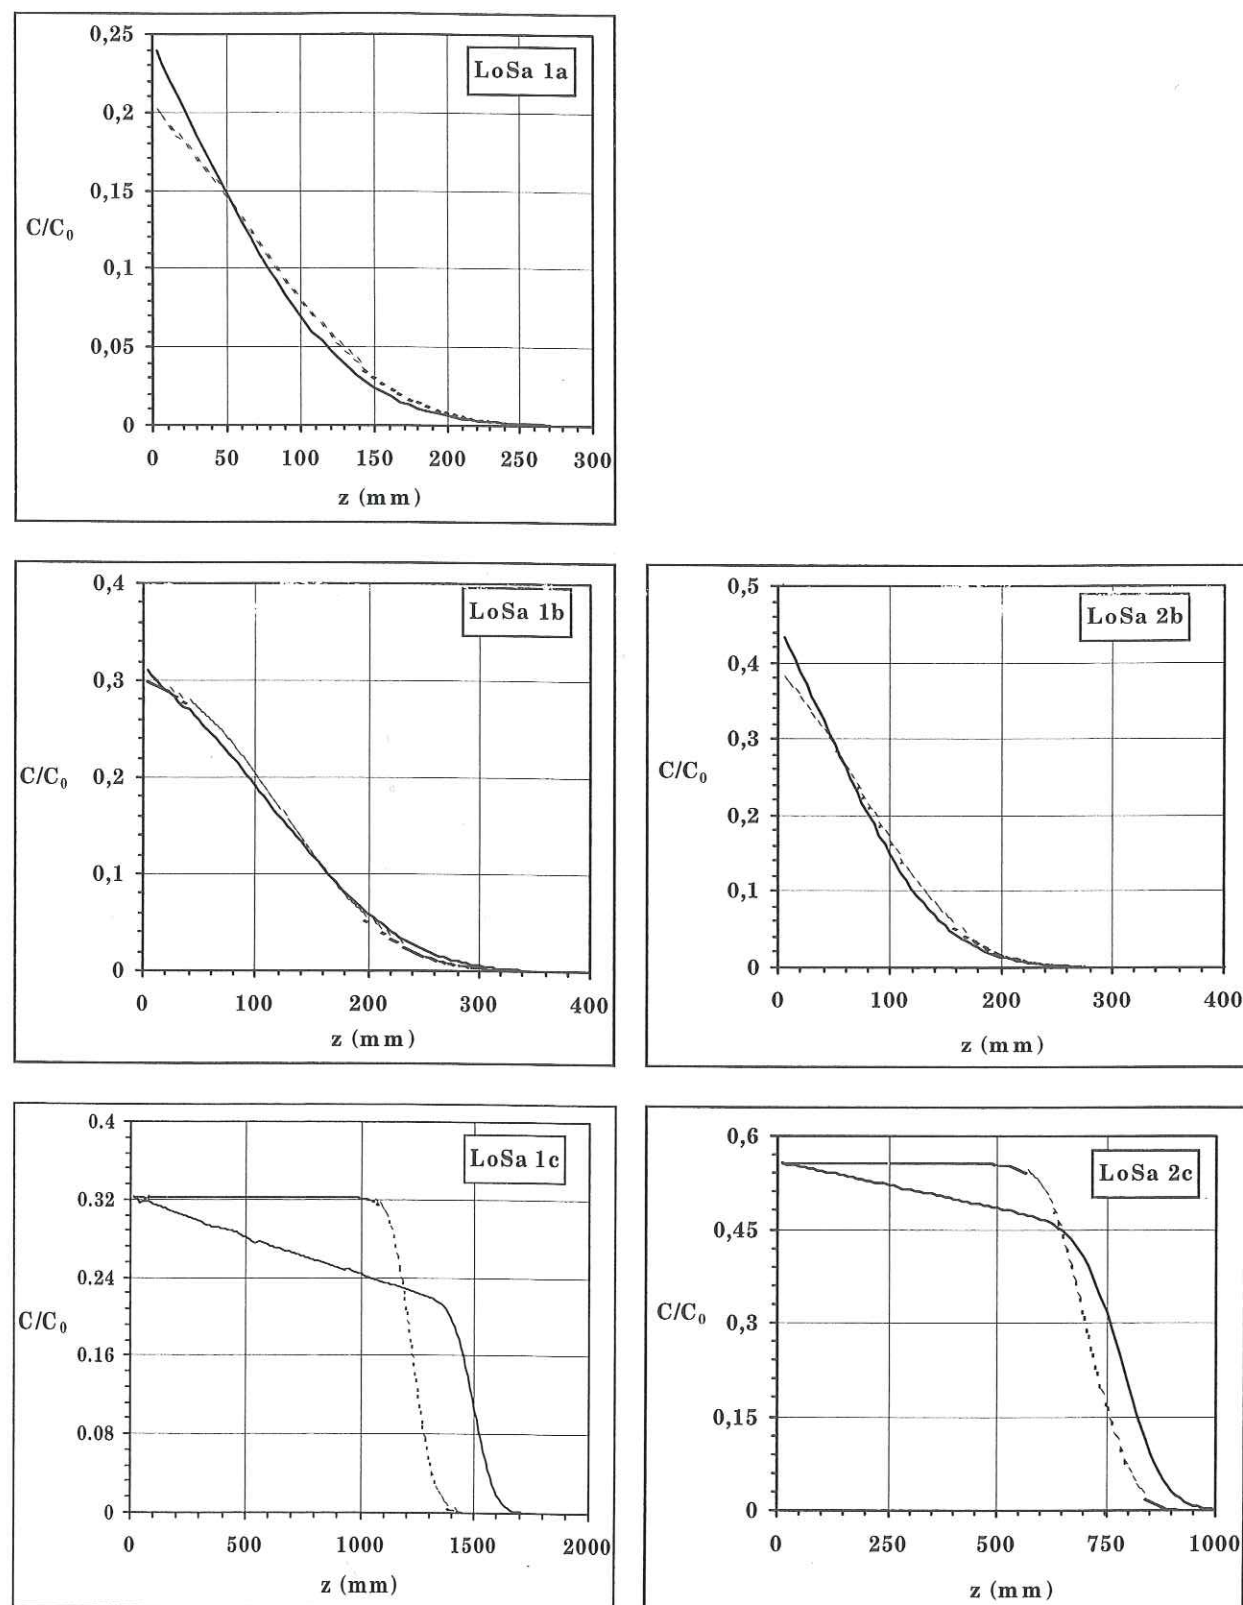 LoSa 1a
0,25
0,2
0,15
C/C₀
0,1
0,05
0
0 50 100 150 200 250 300
z (mm)
LoSa 1b
0,4
0,3
C/C₀ 0,2
0,1
0
0 100 200 300 400
z (mm)
LoSa 2b
0,5
0,4
0,3
C/C₀
0,2
0,1
0
0 100 200 300 400
z (mm)
LoSa 1c
0.4
0.32
0.24
C/C₀
0.16
0.08
0
0 500 1000 1500 2000
z (mm)
LoSa 2c
0,6
0,45
C/C₀ 0,3
0,15
0
0 250 500 750 1000
z (mm)